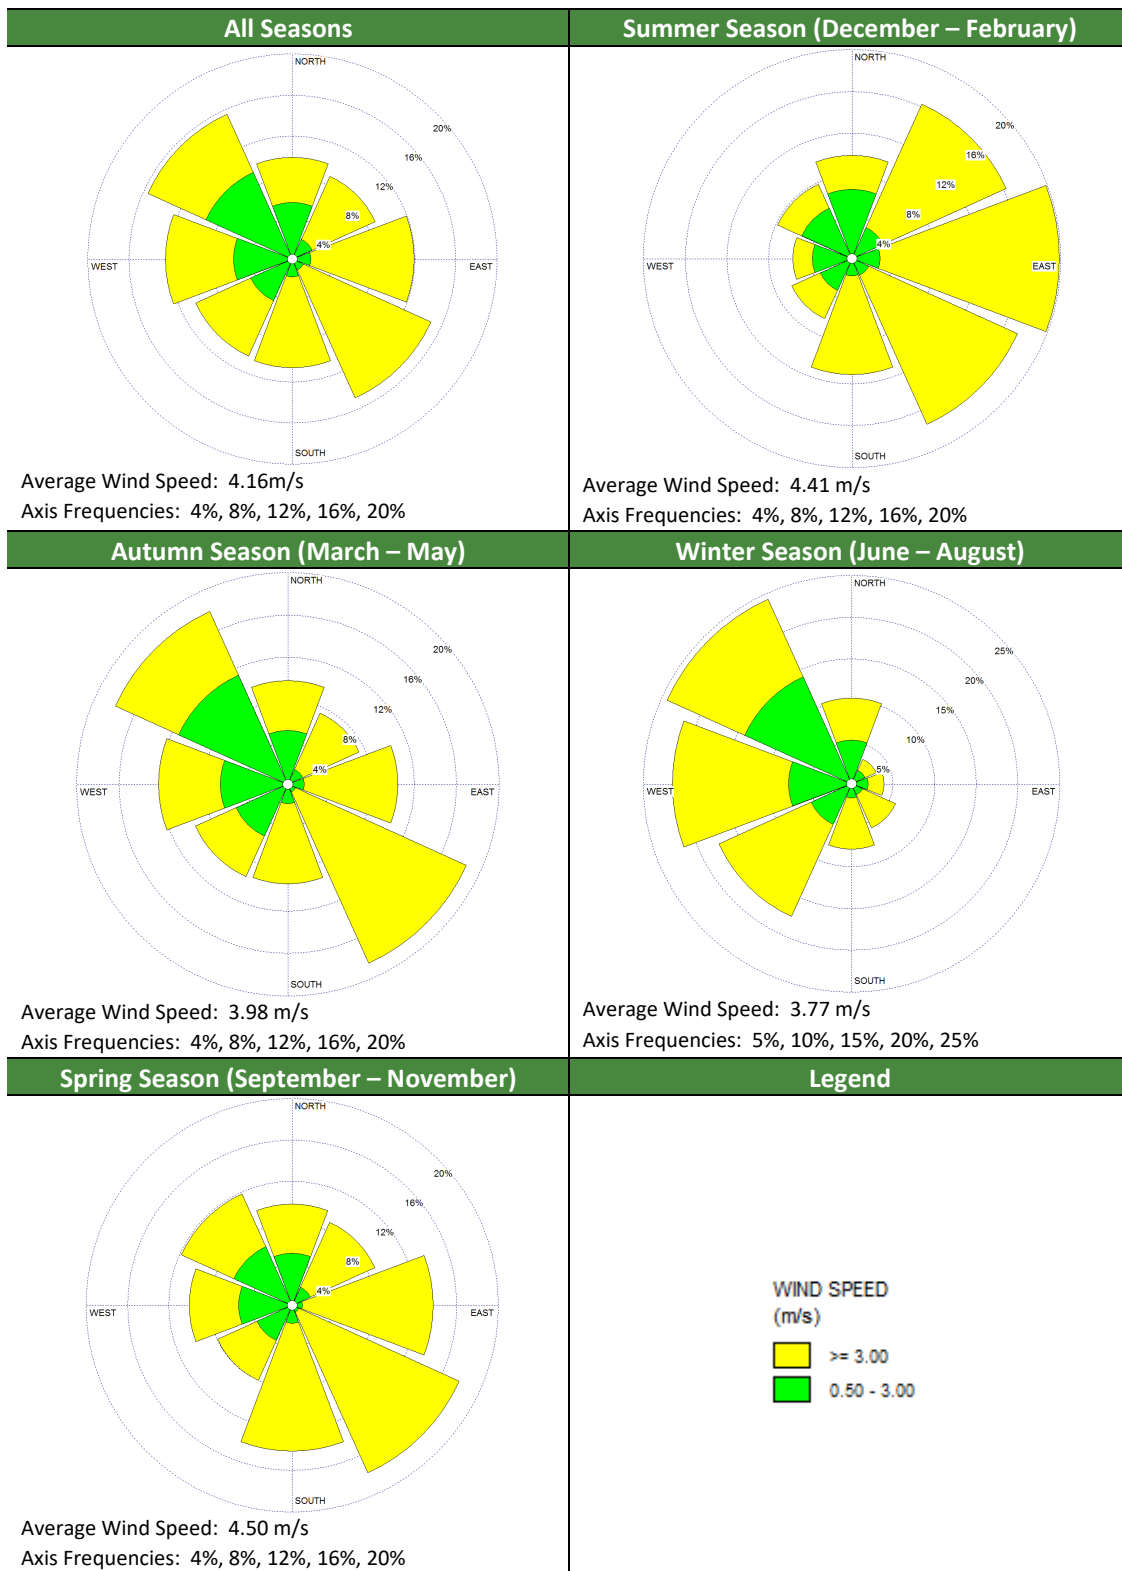 All Seasons
NORTH
20%
16%
12%
8%
4%
WEST
EAST
SOUTH
Average Wind Speed: 4.16m/s
Axis Frequencies: 4%, 8%, 12%, 16%, 20%
Summer Season (December – February)
NORTH
20%
16%
12%
8%
4%
WEST
EAST
SOUTH
Average Wind Speed: 4.41 m/s
Axis Frequencies: 4%, 8%, 12%, 16%, 20%
Autumn Season (March – May)
NORTH
20%
16%
12%
8%
4%
WEST
EAST
SOUTH
Average Wind Speed: 3.98 m/s
Axis Frequencies: 4%, 8%, 12%, 16%, 20%
Winter Season (June – August)
NORTH
25%
20%
15%
10%
5%
WEST
EAST
SOUTH
Average Wind Speed: 3.77 m/s
Axis Frequencies: 5%, 10%, 15%, 20%, 25%
Spring Season (September – November)
NORTH
20%
16%
12%
8%
4%
WEST
EAST
SOUTH
Average Wind Speed: 4.50 m/s
Axis Frequencies: 4%, 8%, 12%, 16%, 20%
Legend
WIND SPEED
(m/s)
>= 3.00
0.50 - 3.00